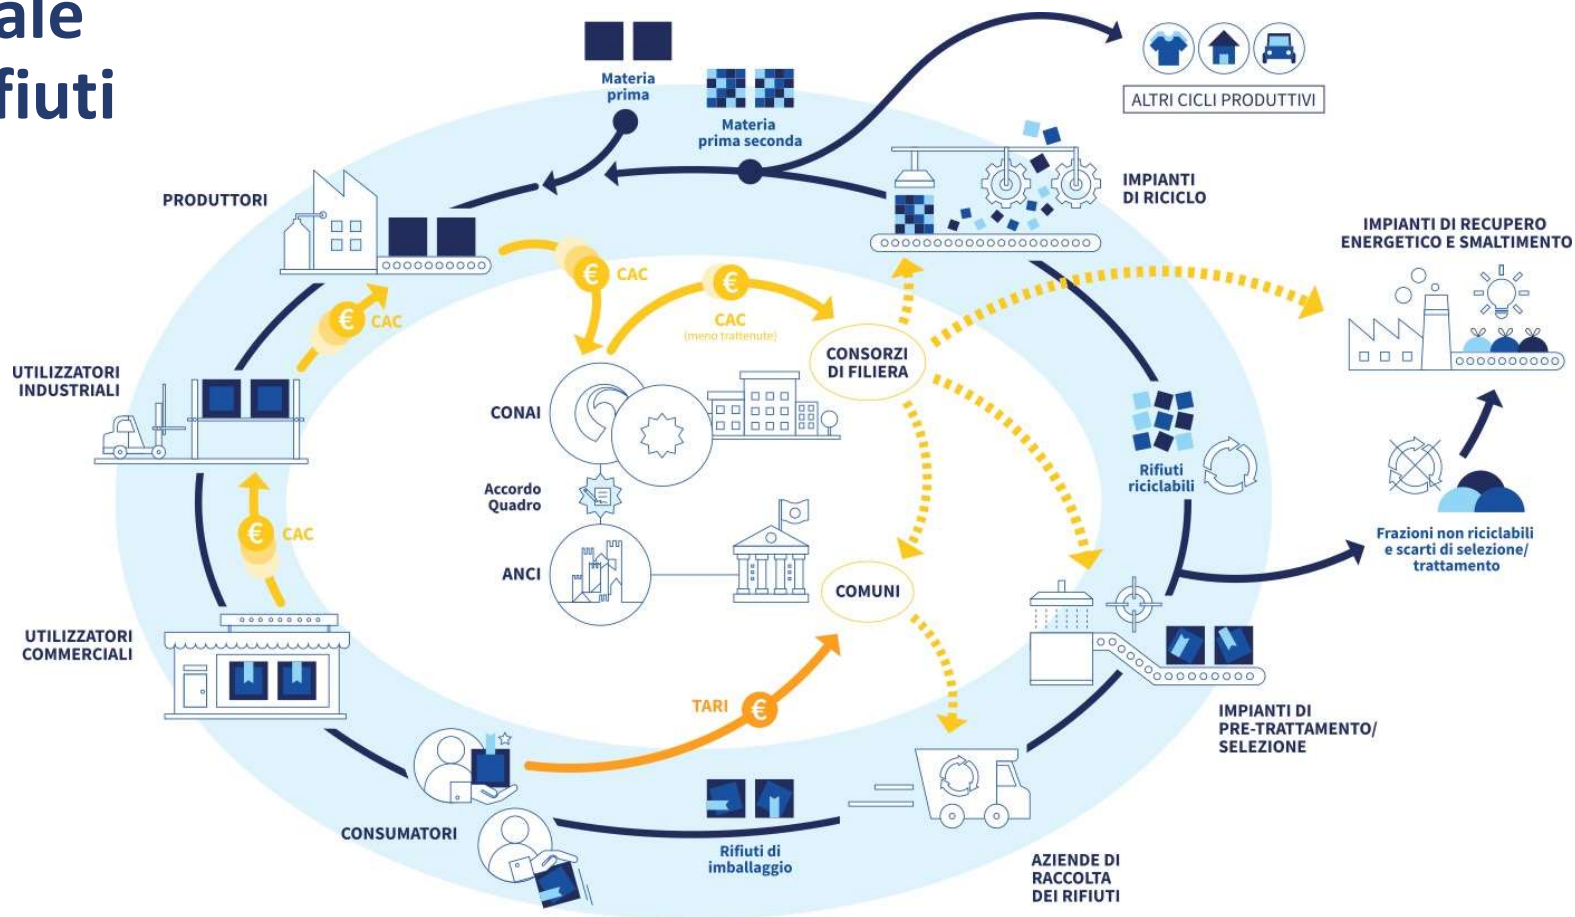 ale
fiuti
Materia
prima
Materia
prima seconda
ALTRI CICLI PRODUTTIVI
PRODUTTORI
IMPIANTI
DI RICICLO
IMPIANTI DI RECUPERO
ENERGETICO E SMALTIMENTO
€
CAC
€
CAC
(meno trattenute)
€
CAC
CONSORZI
DI FILIERA
UTILIZZATORI
INDUSTRIALI
CONAI
Rifiuti
riciclabili
Accordo
Quadro
€
CAC
Frazioni non riciclabili
e scarti di selezione/
trattamento
ANCI
COMUNI
UTILIZZATORI
COMMERCIALI
TARI
€
IMPIANTI DI
PRE-TRATTAMENTO/
SELEZIONE
CONSUMATORI
Rifiuti di
imballaggio
AZIENDE DI
RACCOLTA
DEI RIFIUTI